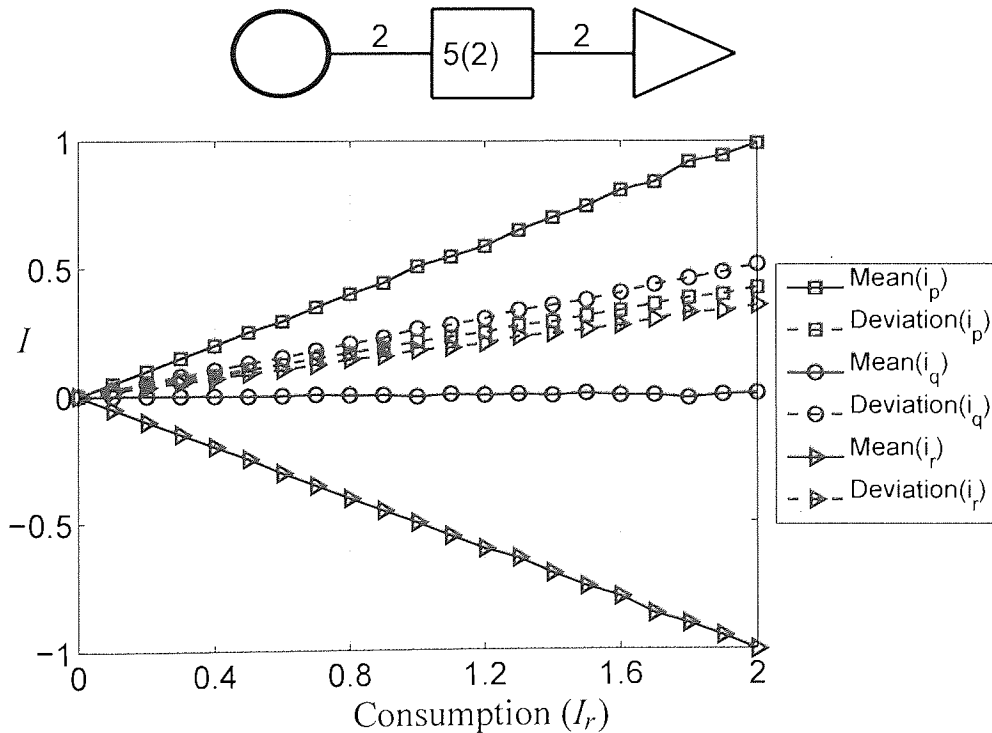 2
5(2)
2
1
0.5
0
−0.5
−1
I
0
0.4
0.8
1.2
1.6
2
Consumption (I_r)
Mean(i_p)
Deviation(i_p)
Mean(i_q)
Deviation(i_q)
Mean(i_r)
Deviation(i_r)